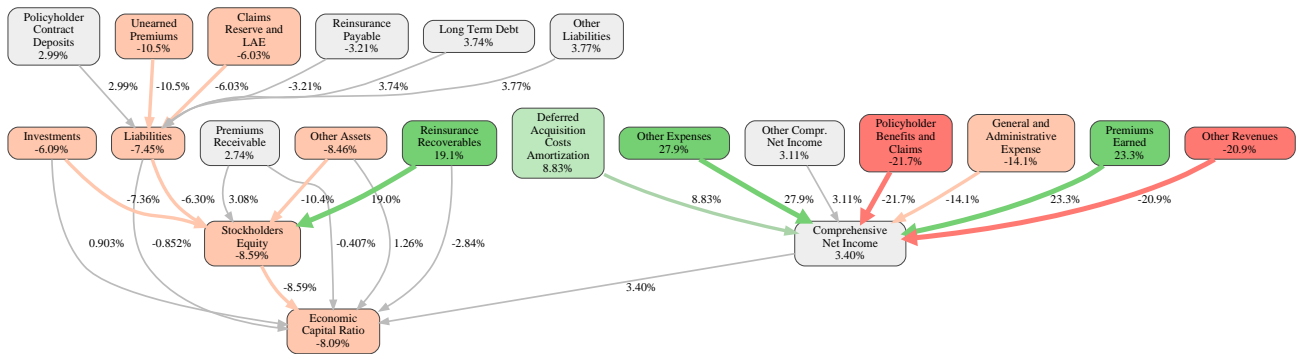 Policyholder
Contract
Deposits
2.99%
Unearned
Premiums
-10.5%
Claims
Reserve and
LAE
-6.03%
Reinsurance
Payable
-3.21%
Long Term Debt
3.74%
Other
Liabilities
3.77%
2.99%
-10.5%
-6.03%
-3.21%
3.74%
3.77%
Investments
-6.09%
Liabilities
-7.45%
Premiums
Receivable
2.74%
Other Assets
-8.46%
Reinsurance
Recoverables
19.1%
Deferred
Acquisition
Costs
Amortization
8.83%
Other Expenses
27.9%
Other Compr.
Net Income
3.11%
Policyholder
Benefits and
Claims
-21.7%
General and
Administrative
Expense
-14.1%
Premiums
Earned
23.3%
Other Revenues
-20.9%
-7.36%
-6.30%
3.08%
-10.4%
19.0%
8.83%
27.9%
3.11%
-21.7%
-14.1%
23.3%
-20.9%
0.903%
-0.852%
Stockholders
Equity
-8.59%
-0.407%
1.26%
-2.84%
Comprehensive
Net Income
3.40%
-8.59%
3.40%
Economic
Capital Ratio
-8.09%